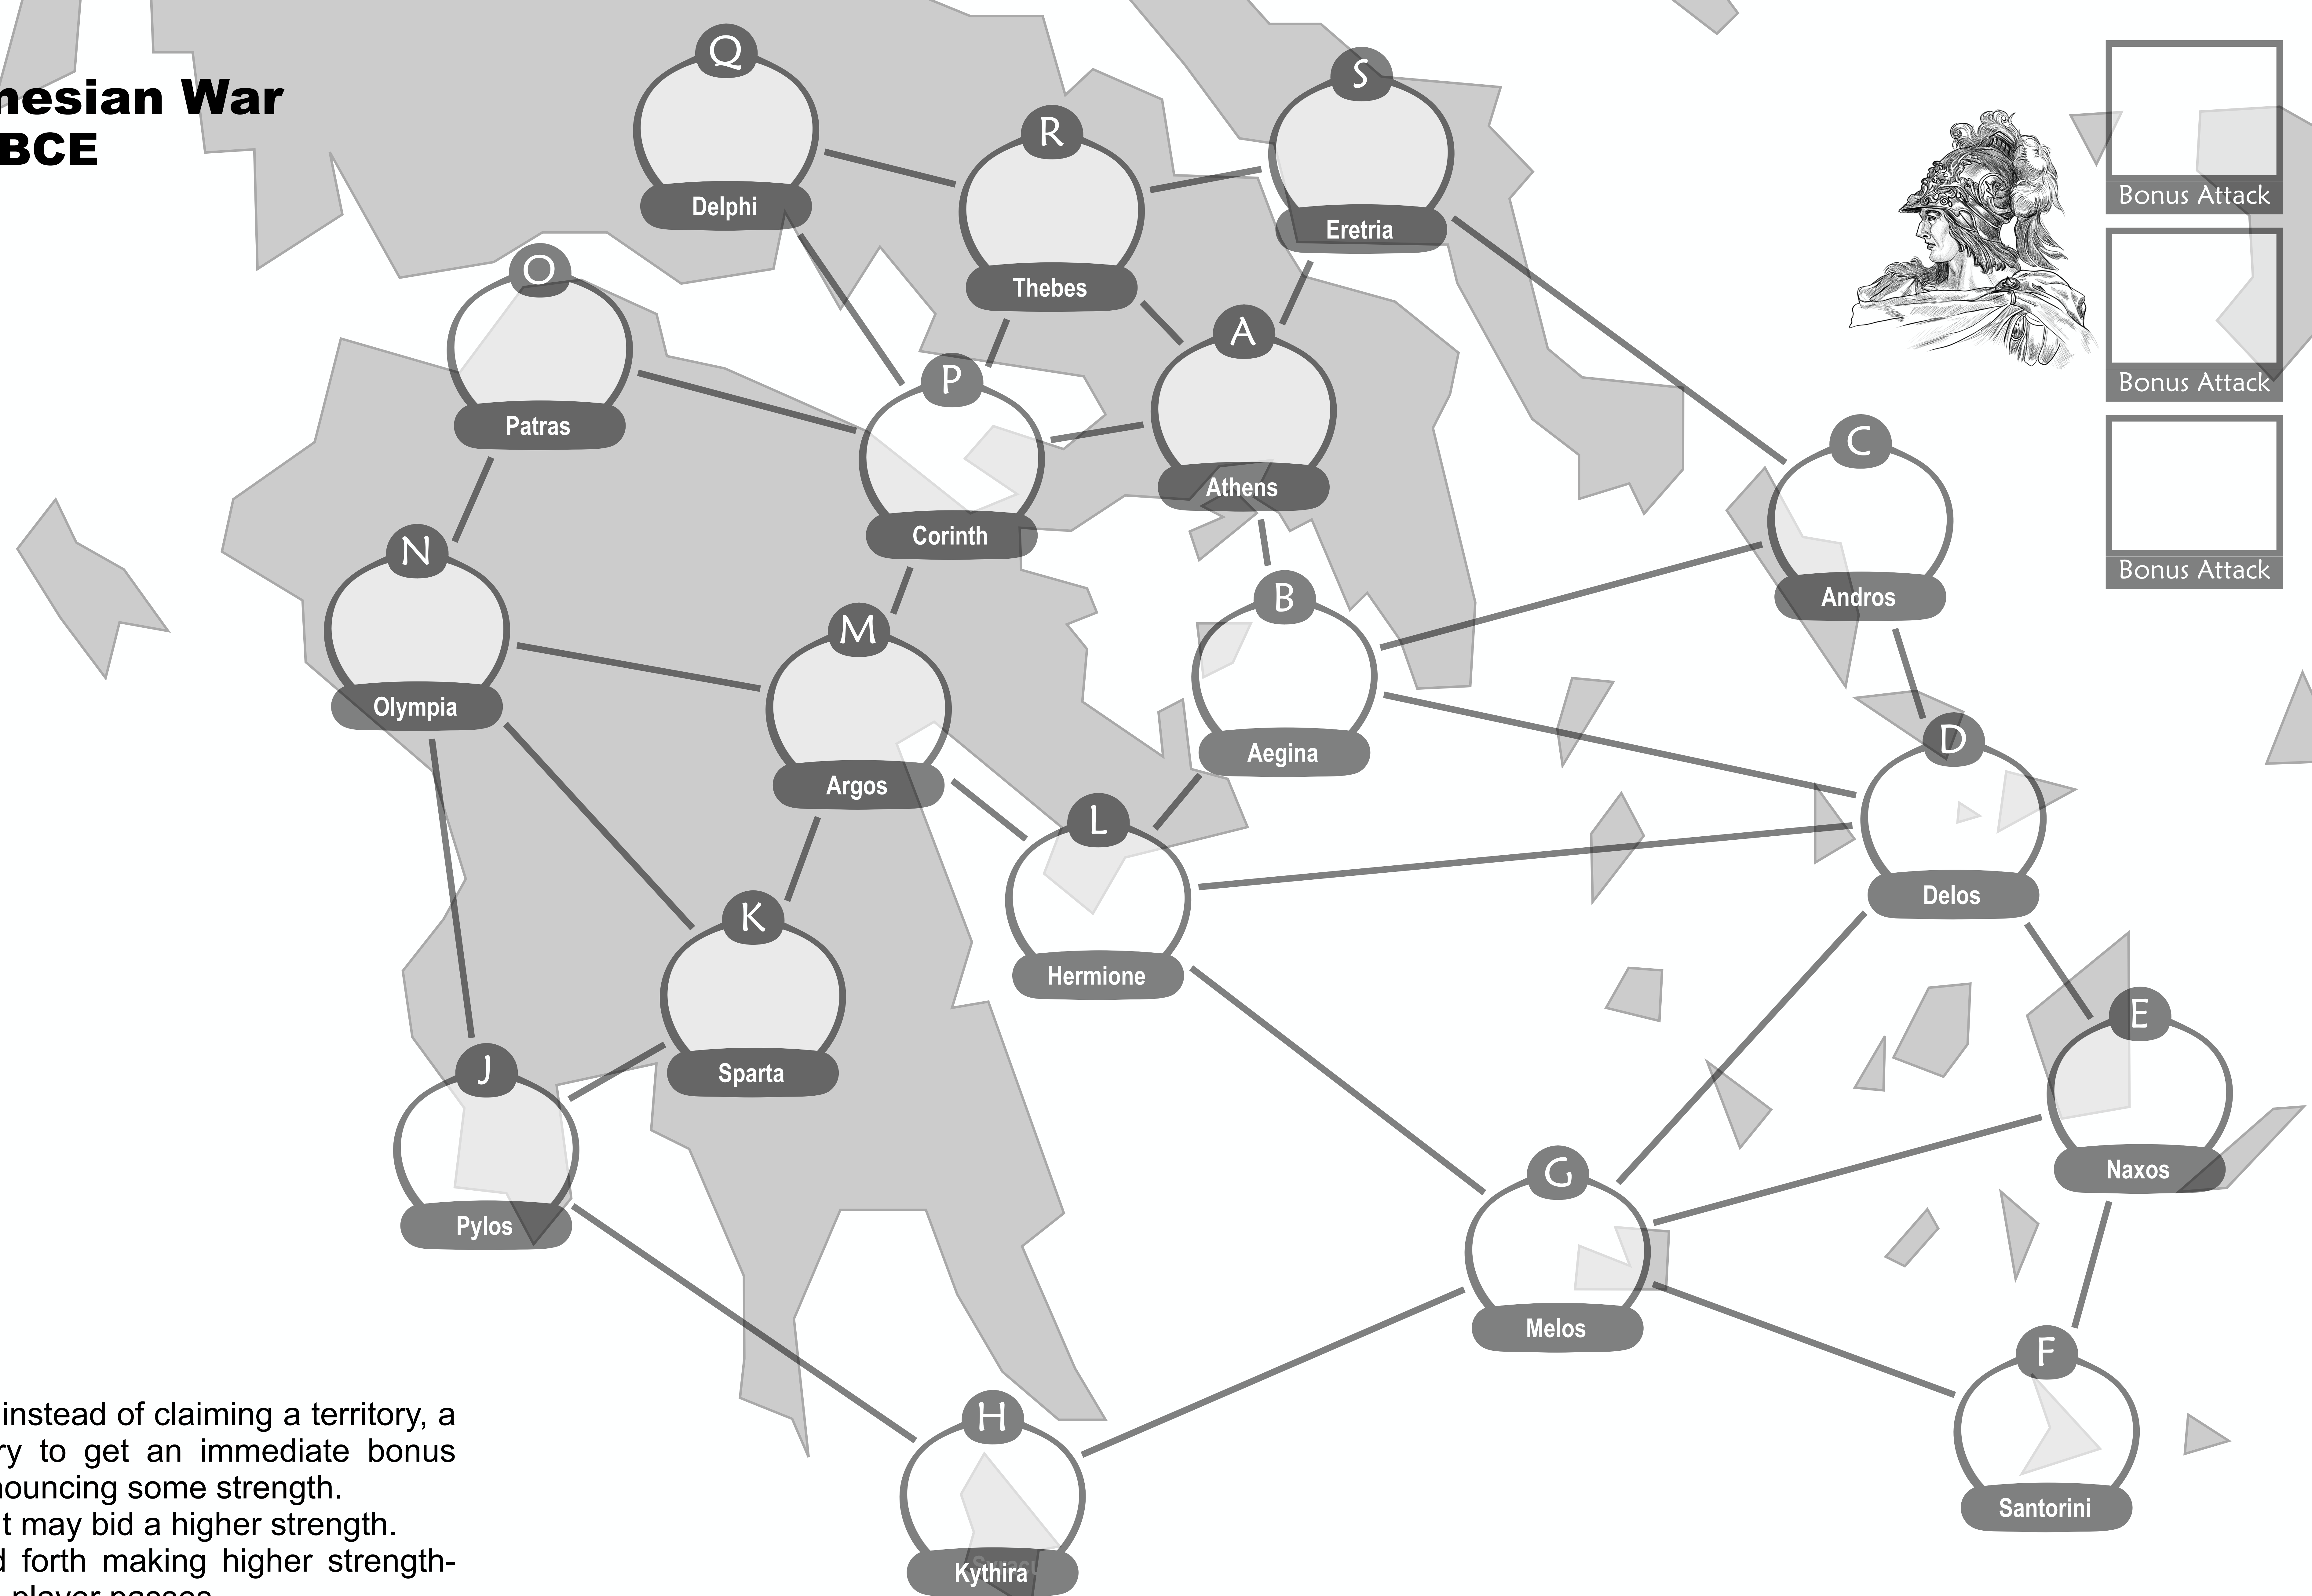 nesian War
BCE
Q
Delphi
S
Eretria
R
Thebes
Bonus Attack
O
Patras
A
Athens
P
Corinth
Bonus Attack
C
Andros
N
Olympia
B
Aegina
Bonus Attack
M
Argos
D
Delos
L
Hermione
K
Sparta
E
Naxos
J
Pylos
G
Melos
F
Santorini
H
Kythira
instead of claiming a territory, a
ry to get an immediate bonus
nouncing some strength.
t may bid a higher strength.
d forth making higher strength-
player passes.